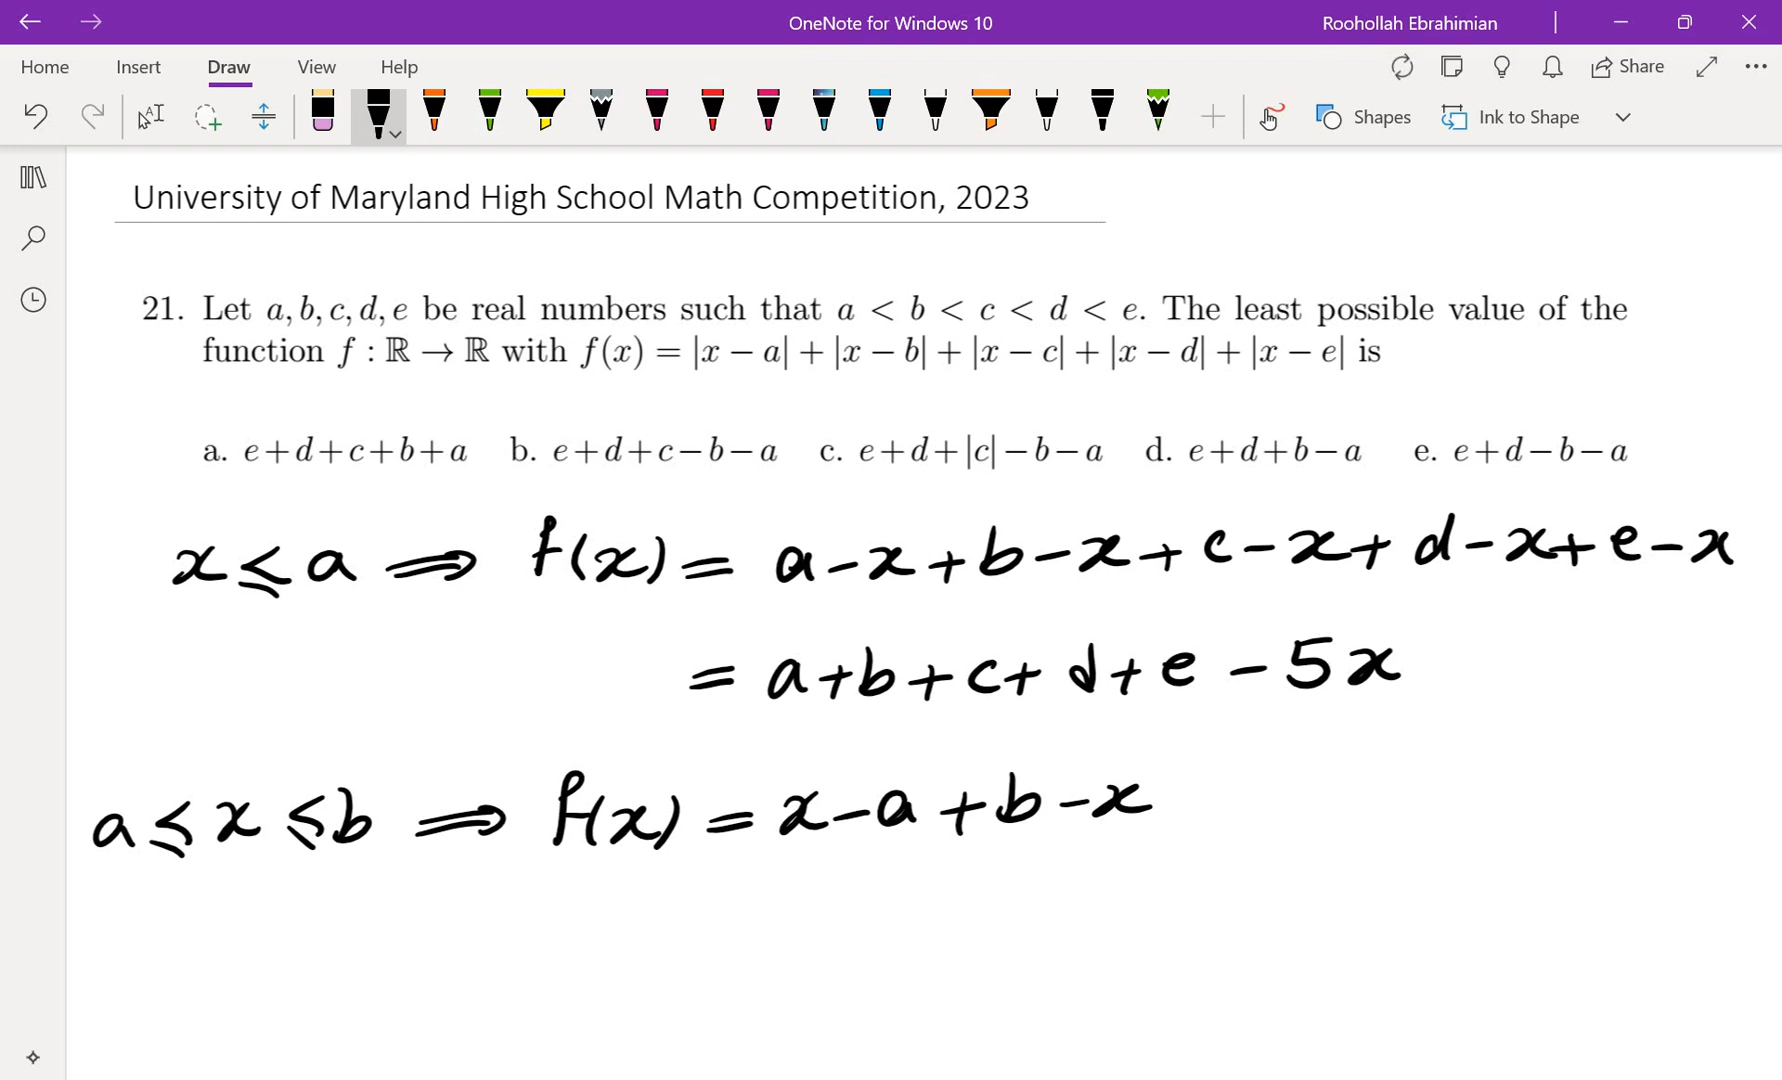 OneNote for Windows 10
Roohollah Ebrahimian
Home Insert Draw View Help
Share
Shapes
Ink to Shape
University of Maryland High School Math Competition, 2023
21. Let a, b, c, d, e be real numbers such that a < b < c < d < e. The least possible value of the
function f : ℝ → ℝ with f(x) = |x − a| + |x − b| + |x − c| + |x − d| + |x − e| is
a. e+d+c+b+a b. e+d+c−b−a c. e+d+|c|−b−a d. e+d+b−a e. e+d−b−a
x ≤ a ⟹ f(x) = a−x+b−x+c−x+d−x+e−x
= a+b+c+d+e−5x
a ≤ x ≤ b ⟹ f(x) = x−a+b−x